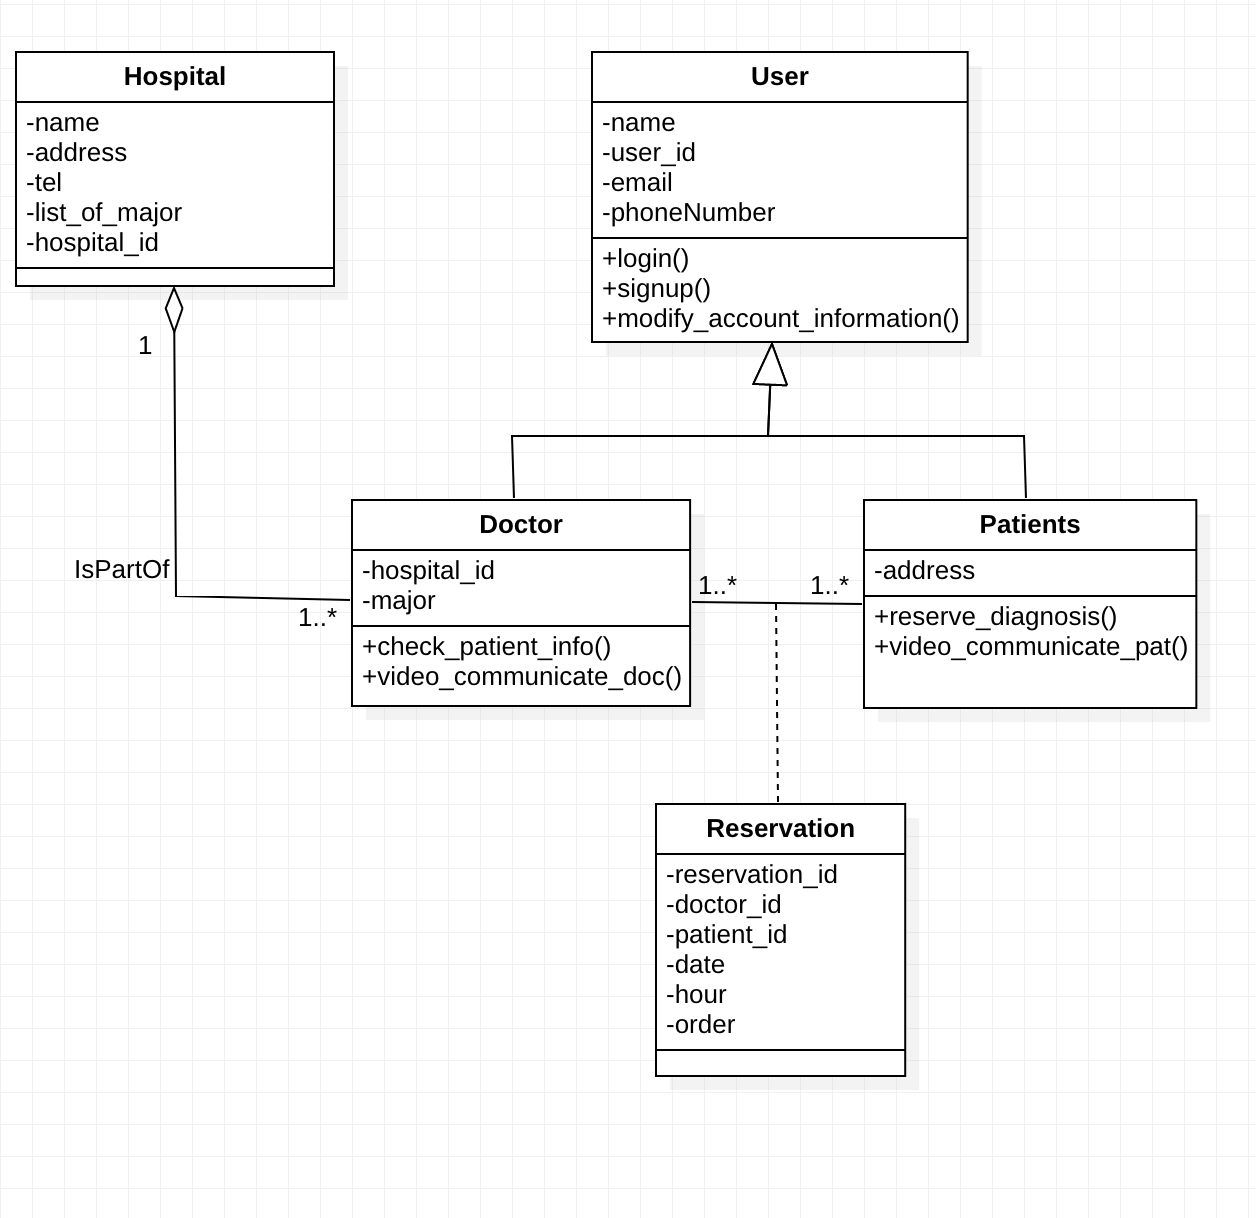 Hospital
-name
-address
-tel
-list_of_major
-hospital_id
1
IsPartOf
1..*
User
-name
-user_id
-email
-phoneNumber
+login()
+signup()
+modify_account_information()
Doctor
-hospital_id
-major
+check_patient_info()
+video_communicate_doc()
1..*
1..*
Patients
-address
+reserve_diagnosis()
+video_communicate_pat()
Reservation
-reservation_id
-doctor_id
-patient_id
-date
-hour
-order